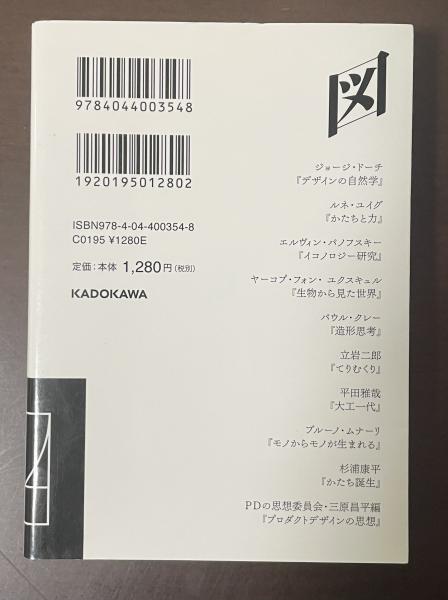 9784044003548
1920195012802
ISBN978-4-04-400354-8
C0195 ¥1280E
定価：本体 1,280円（税別）
KADOKAWA
図
ジョージ・ドーチ
『デザインの自然学』
ルネ・ユイグ
『かたちと力』
エルヴィン・パノフスキー
『イコノロジー研究』
ヤーコプ・フォン・ユクスキュル
『生物から見た世界』
パウル・クレー
『造形思考』
立岩二郎
『てりむくり』
平田雅哉
『大工一代』
ブルーノ・ムナーリ
『モノからモノが生まれる』
杉浦康平
『かたち誕生』
PDの思想委員会・三原昌平編
『プロダクトデザインの思想』